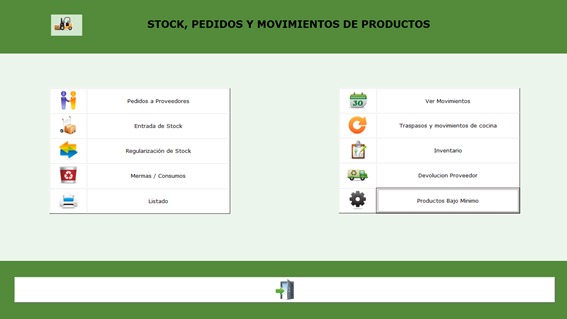 STOCK, PEDIDOS Y MOVIMIENTOS DE PRODUCTOS
Pedidos a Proveedores
Entrada de Stock
Regularización de Stock
Mermas / Consumos
Listado
30
Ver Movimientos
Traspasos y movimientos de cocina
Inventario
Devolucion Proveedor
Productos Bajo Minimo